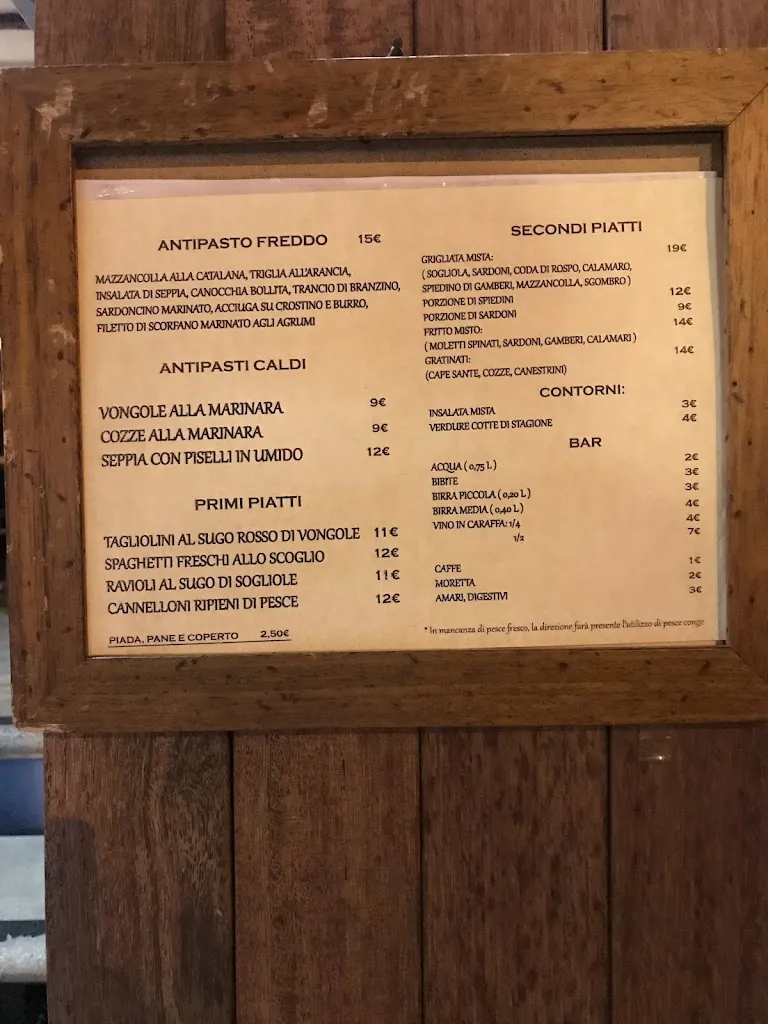 ANTIPASTO FREDDO 15€
MAZZANCOLLA ALLA CATALANA, TRIGLIA ALL'ARANCIA,
INSALATA DI SEPPIA, CANOCCHIA BOLLITA, TRANCIO DI BRANZINO,
SARDONCINO MARINATO, ACCIUGA SU CROSTINO E BURRO,
FILETTO DI SCORFANO MARINATO AGLI AGRUMI
ANTIPASTI CALDI
VONGOLE ALLA MARINARA 9€
COZZE ALLA MARINARA 9€
SEPPIA CON PISELLI IN UMIDO 12€
PRIMI PIATTI
TAGLIOLINI AL SUGO ROSSO DI VONGOLE 11€
SPAGHETTI FRESCHI ALLO SCOGLIO 12€
RAVIOLI AL SUGO DI SOGLIOLE 11€
CANNELLONI RIPIENI DI PESCE 12€
PIADA, PANE E COPERTO 2,50€
SECONDI PIATTI
GRIGLIATA MISTA: 19€
( SOGLIOLA, SARDONI, CODA DI ROSPO, CALAMARO,
SPIEDINO DI GAMBERI, MAZZANCOLLA, SGOMBRO )
PORZIONE DI SPIEDINI 12€
PORZIONE DI SARDONI 9€
FRITTO MISTO: 14€
( MOLETTI SPINATI, SARDONI, GAMBERI, CALAMARI )
GRATINATI: 14€
(CAPE SANTE, COZZE, CANESTRINI)
CONTORNI:
INSALATA MISTA 3€
VERDURE COTTE DI STAGIONE 4€
BAR
ACQUA ( 0,75 L ) 2€
BIBITE 3€
BIRRA PICCOLA ( 0,20 L ) 3€
BIRRA MEDIA ( 0,40 L ) 4€
VINO IN CARAFFA: 1/4 4€
1/2 7€
CAFFE 1€
MORETTA 2€
AMARI, DIGESTIVI 3€
* In mancanza di pesce fresco, la direzione farà presente l'utilizzo di pesce conge